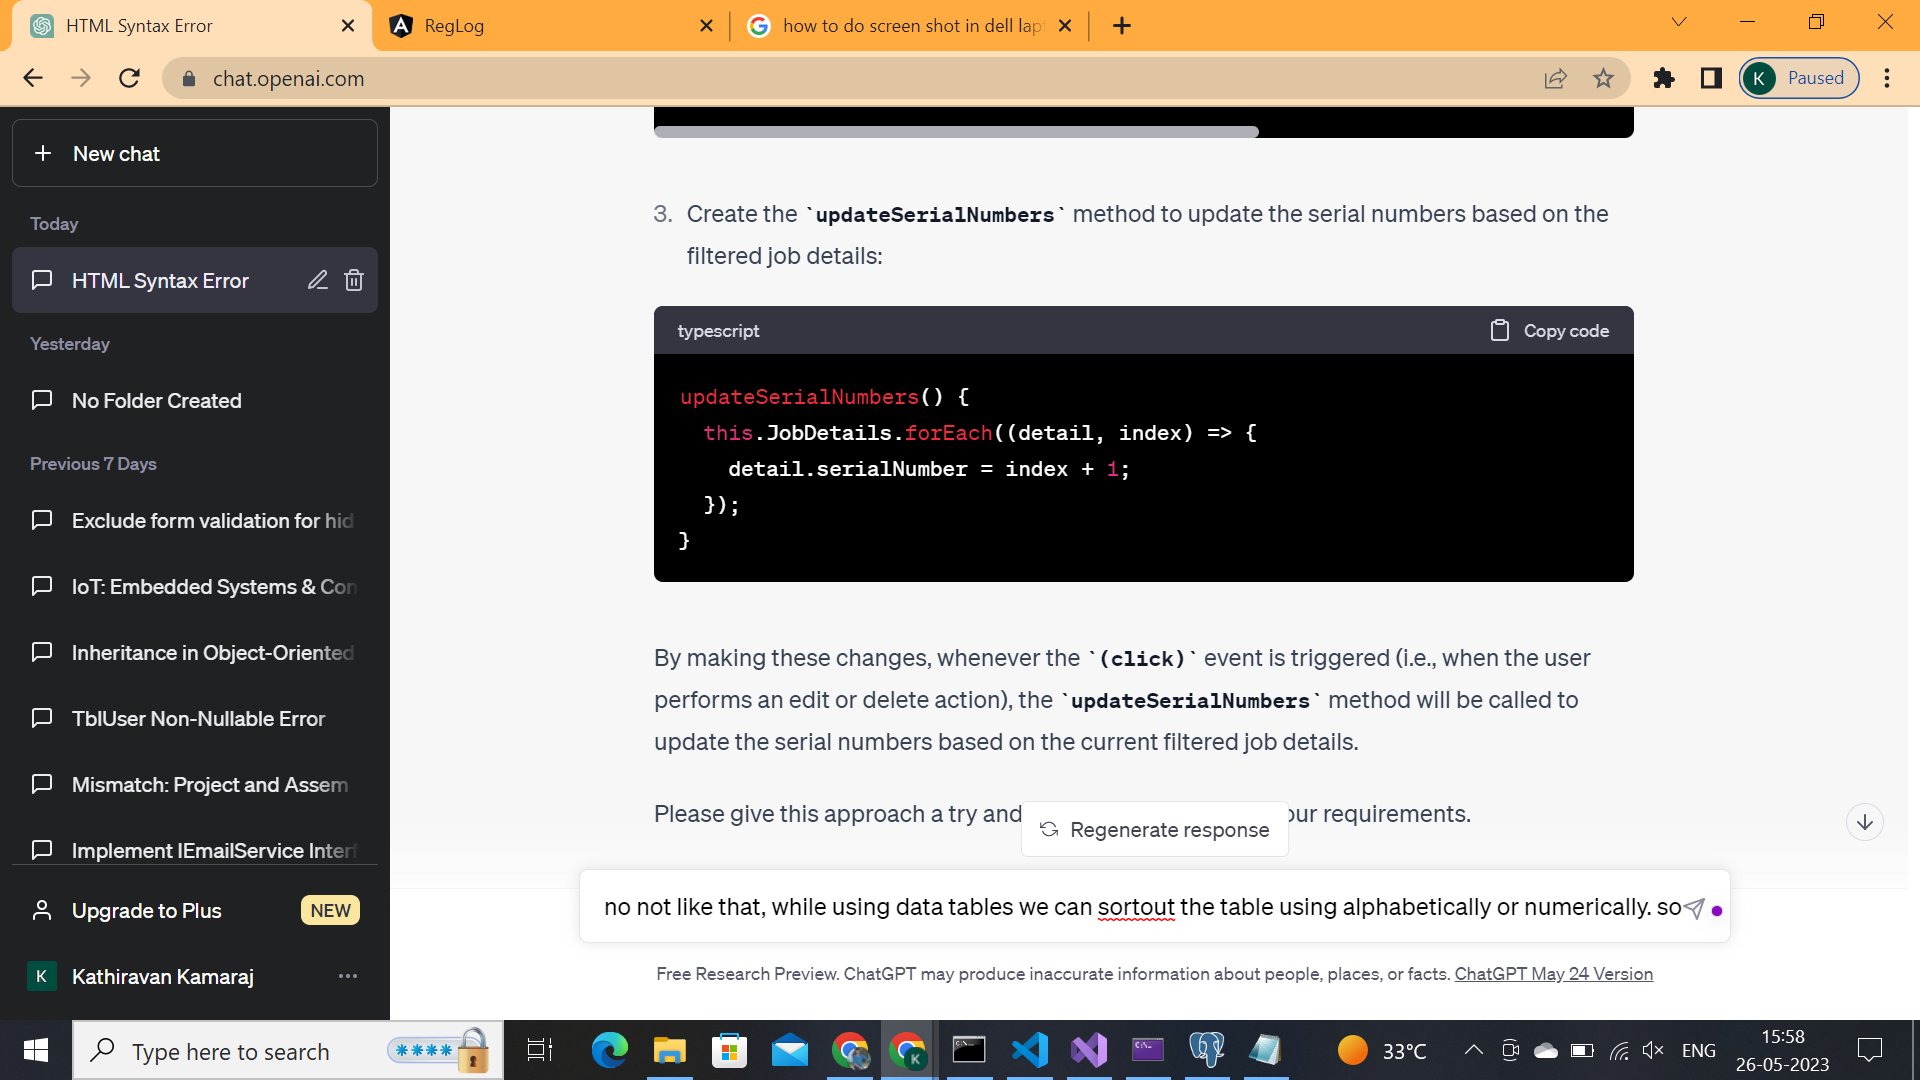 HTML Syntax Error
RegLog
how to do screen shot in dell lap
chat.openai.com
K
Paused
New chat
Today
HTML Syntax Error
Yesterday
No Folder Created
Previous 7 Days
Exclude form validation for hid
IoT: Embedded Systems & Con
Inheritance in Object-Oriented
TblUser Non-Nullable Error
Mismatch: Project and Assem
Implement IEmailService Interf
Upgrade to Plus
NEW
K
Kathiravan Kamaraj
3. Create the `updateSerialNumbers` method to update the serial numbers based on the
filtered job details:
typescript
Copy code
updateSerialNumbers() {
this.JobDetails.forEach((detail, index) => {
detail.serialNumber = index + 1;
});
}
By making these changes, whenever the `(click)` event is triggered (i.e., when the user
performs an edit or delete action), the `updateSerialNumbers` method will be called to
update the serial numbers based on the current filtered job details.
Please give this approach a try and
our requirements.
Regenerate response
no not like that, while using data tables we can sortout the table using alphabetically or numerically. so
Free Research Preview. ChatGPT may produce inaccurate information about people, places, or facts. ChatGPT May 24 Version
Type here to search
****
K
33°C
ENG
15:58
26-05-2023